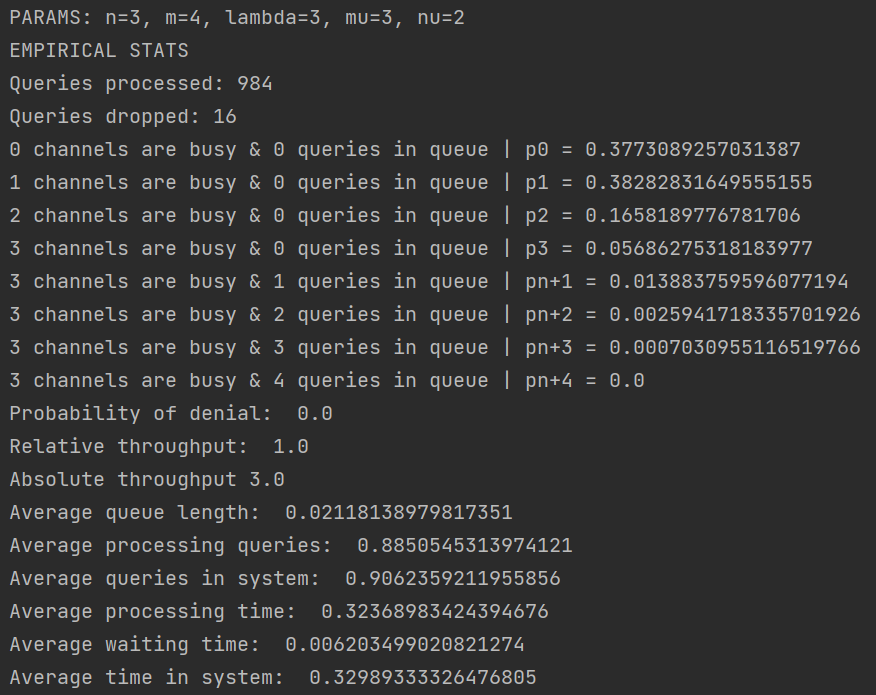 PARAMS: n=3, m=4, lambda=3, mu=3, nu=2
EMPIRICAL STATS
Queries processed: 984
Queries dropped: 16
0 channels are busy & 0 queries in queue | p0 = 0.3773089257031387
1 channels are busy & 0 queries in queue | p1 = 0.38282831649555155
2 channels are busy & 0 queries in queue | p2 = 0.1658189776781706
3 channels are busy & 0 queries in queue | p3 = 0.05686275318183977
3 channels are busy & 1 queries in queue | pn+1 = 0.013883759596077194
3 channels are busy & 2 queries in queue | pn+2 = 0.0025941718335701926
3 channels are busy & 3 queries in queue | pn+3 = 0.0007030955116519766
3 channels are busy & 4 queries in queue | pn+4 = 0.0
Probability of denial:  0.0
Relative throughput:  1.0
Absolute throughput 3.0
Average queue length:  0.02118138979817351
Average processing queries:  0.8850545313974121
Average queries in system:  0.9062359211955856
Average processing time:  0.32368983424394676
Average waiting time:  0.006203499020821274
Average time in system:  0.32989333326476805